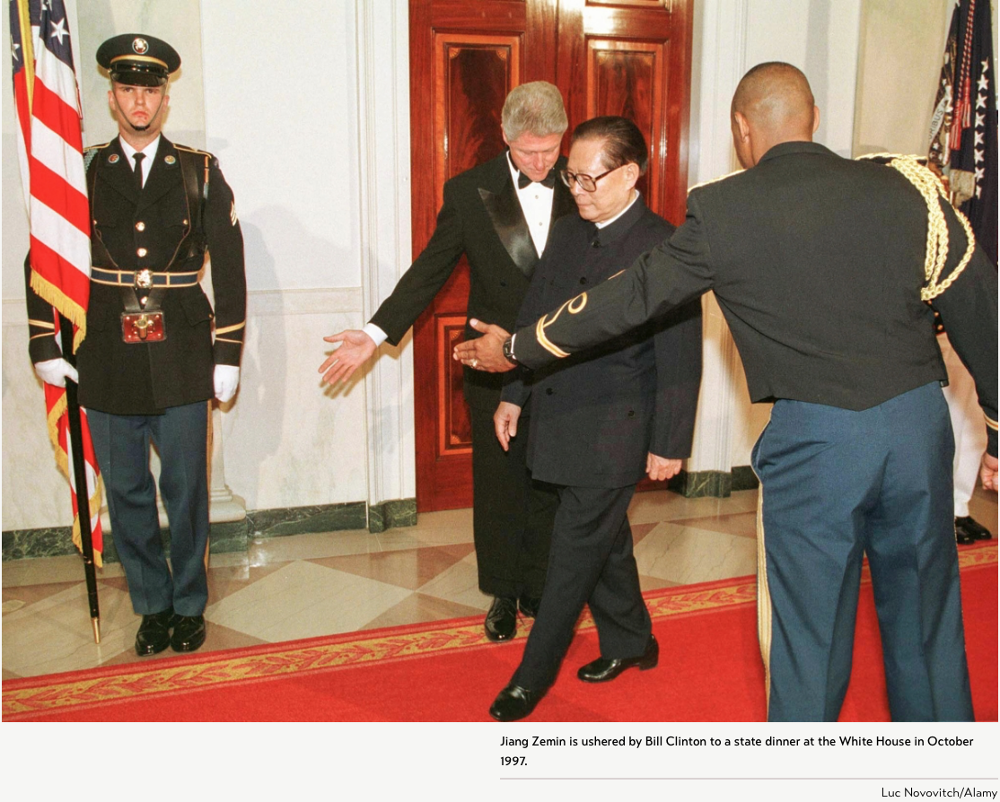 Jiang Zemin is ushered by Bill Clinton to a state dinner at the White House in October
1997.
Luc Novovitch/Alamy